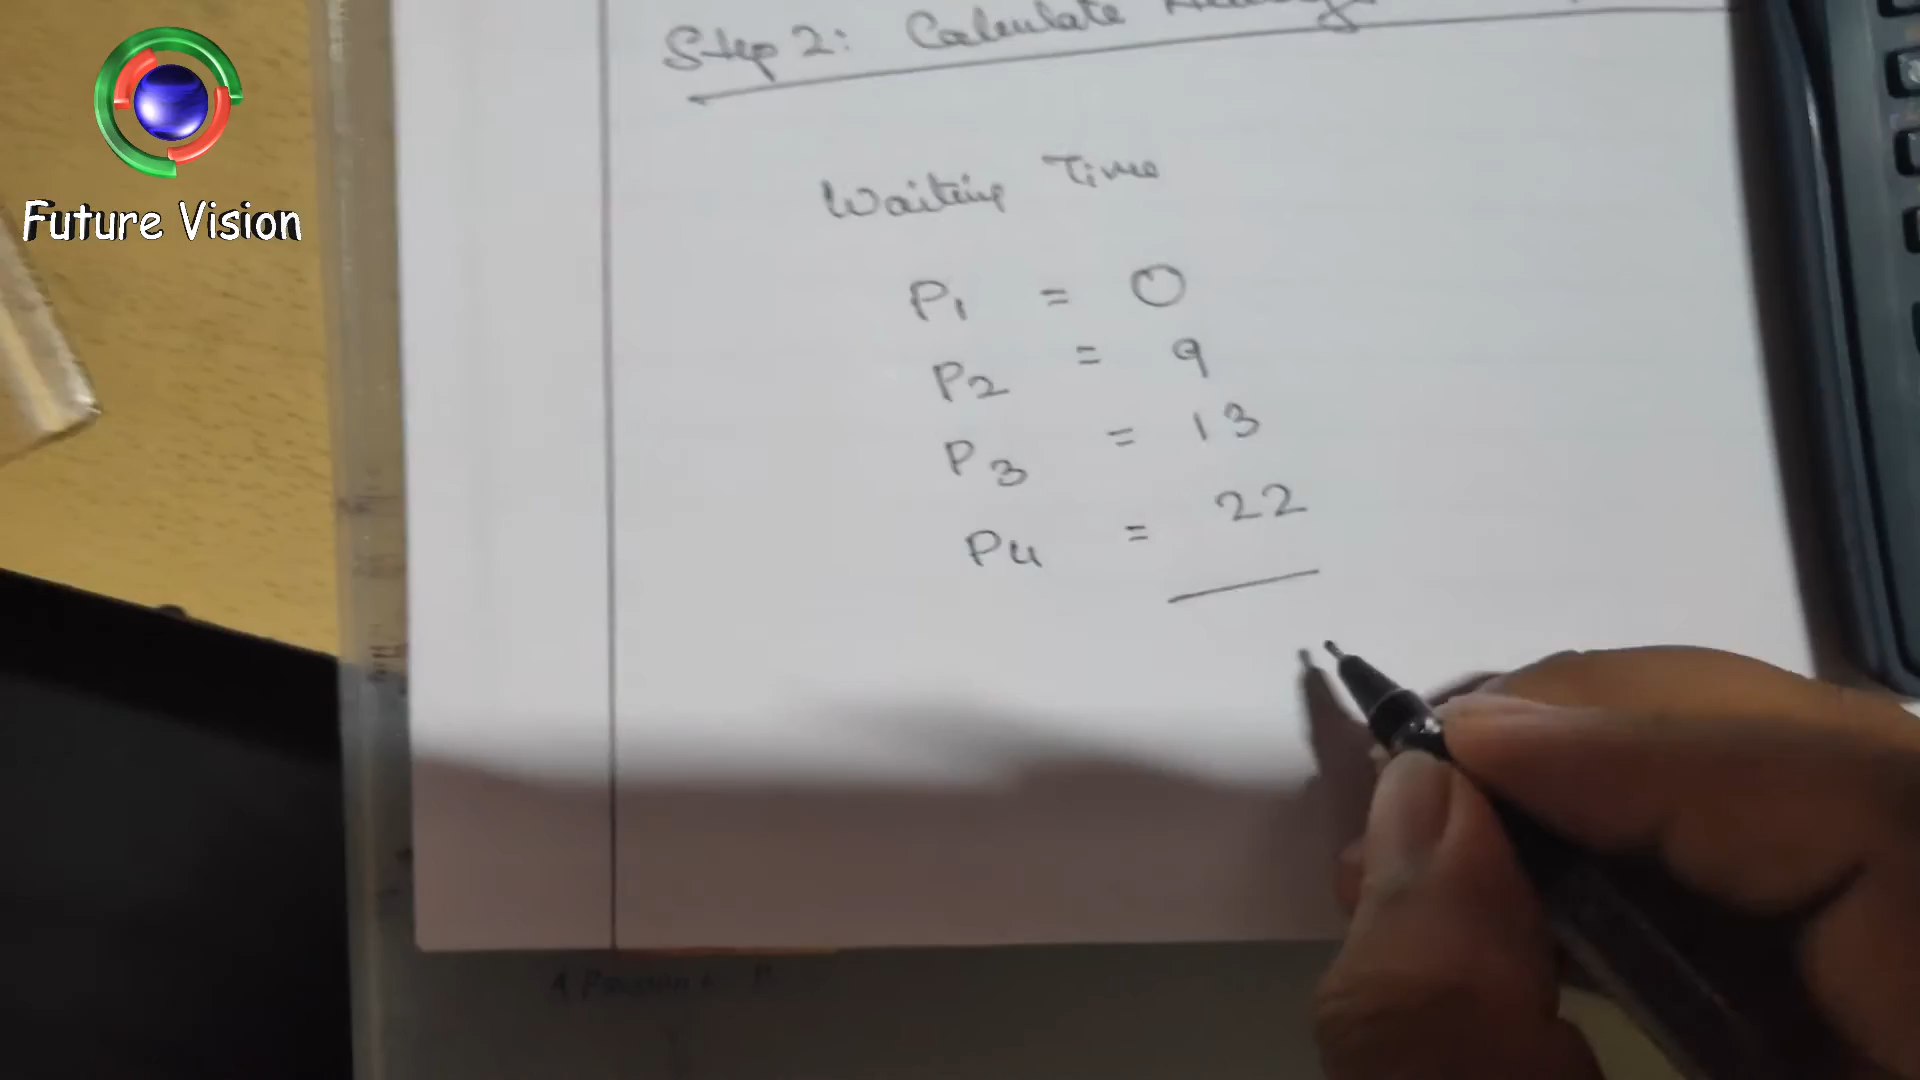 Future Vision
Step 2: Calculate
Waiting Time
P1 = 0
P2 = 9
P3 = 13
P4 = 22